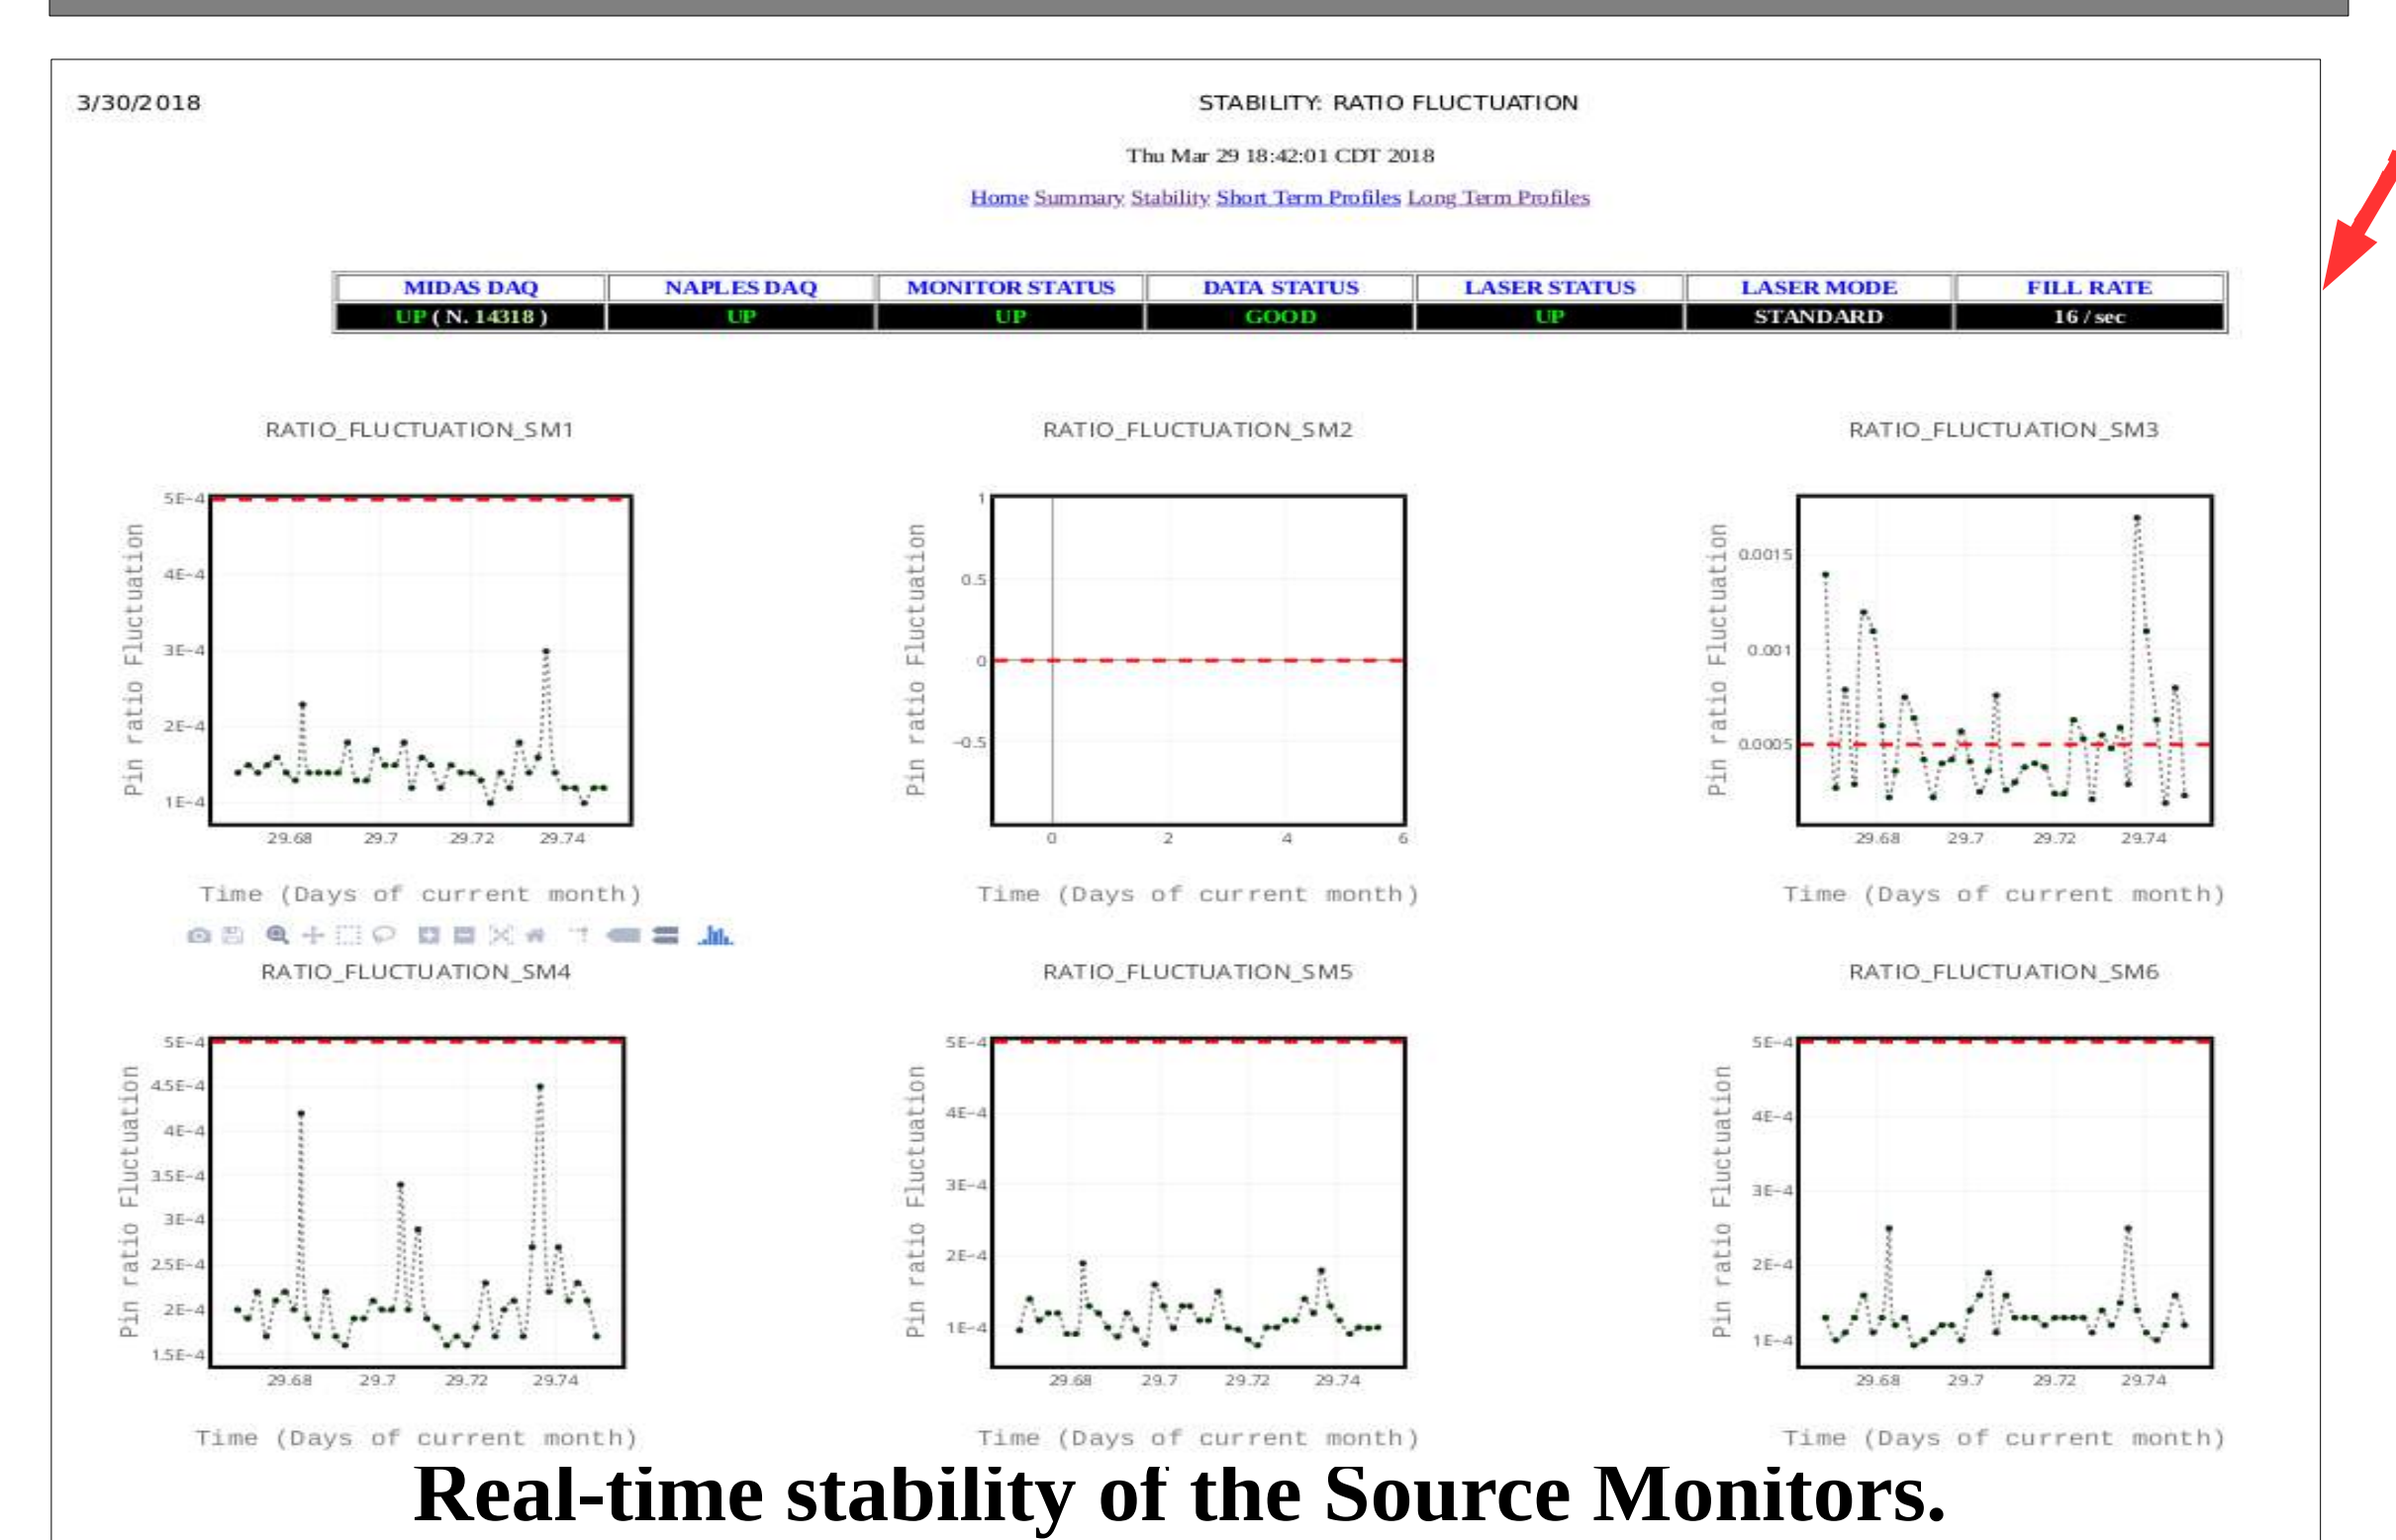 3/30/2018 STABILITY: RATIO FLUCTUATION
Thu Mar 29 18:42:01 CDT 2018
Home Summary Stability Short Term Profiles Long Term Profiles
MIDAS DAQ NAPLES DAQ MONITOR STATUS DATA STATUS LASER STATUS LASER MODE FILL RATE
UP ( N. 14318 ) UP UP GOOD UP STANDARD 16 / sec
RATIO_FLUCTUATION_SM1
Pin ratio Fluctuation
5E−4
4E−4
3E−4
2E−4
1E−4
29.68 29.7 29.72 29.74
Time (Days of current month)
RATIO_FLUCTUATION_SM2
Pin ratio Fluctuation
1
0.5
0
−0.5
0 2 4 6
Time (Days of current month)
RATIO_FLUCTUATION_SM3
Pin ratio Fluctuation
0.0015
0.001
0.0005
29.68 29.7 29.72 29.74
Time (Days of current month)
RATIO_FLUCTUATION_SM4
Pin ratio Fluctuation
5E−4
4.5E−4
4E−4
3.5E−4
3E−4
2.5E−4
2E−4
1.5E−4
29.68 29.7 29.72 29.74
Time (Days of current month)
RATIO_FLUCTUATION_SM5
Pin ratio Fluctuation
5E−4
4E−4
3E−4
2E−4
1E−4
29.68 29.7 29.72 29.74
Time (Days of current month)
RATIO_FLUCTUATION_SM6
Pin ratio Fluctuation
5E−4
4E−4
3E−4
2E−4
1E−4
29.68 29.7 29.72 29.74
Time (Days of current month)
Real-time stability of the Source Monitors.